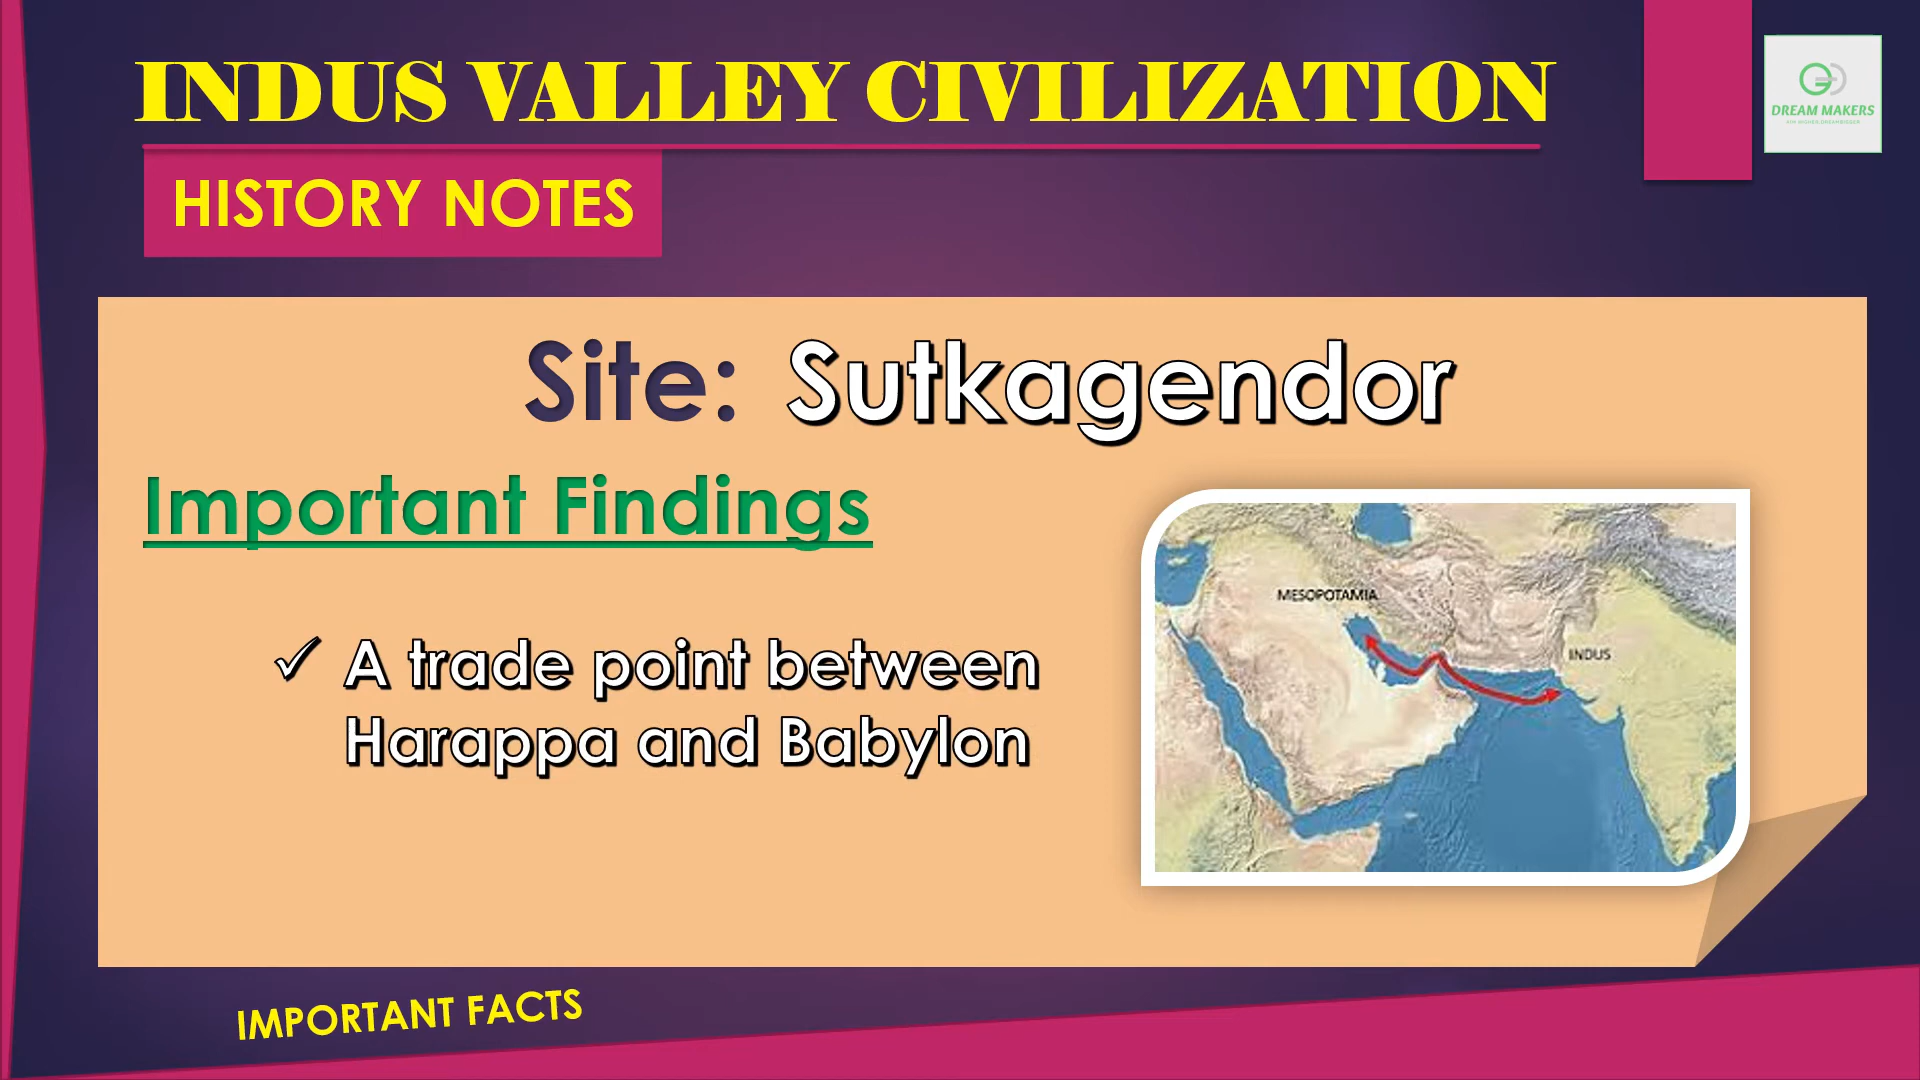 INDUS VALLEY CIVILIZATION
DREAM MAKERS
HISTORY NOTES
Site: Sutkagendor
Important Findings
MESOPOTAMIA
INDUS
✓ A trade point between
Harappa and Babylon
IMPORTANT FACTS